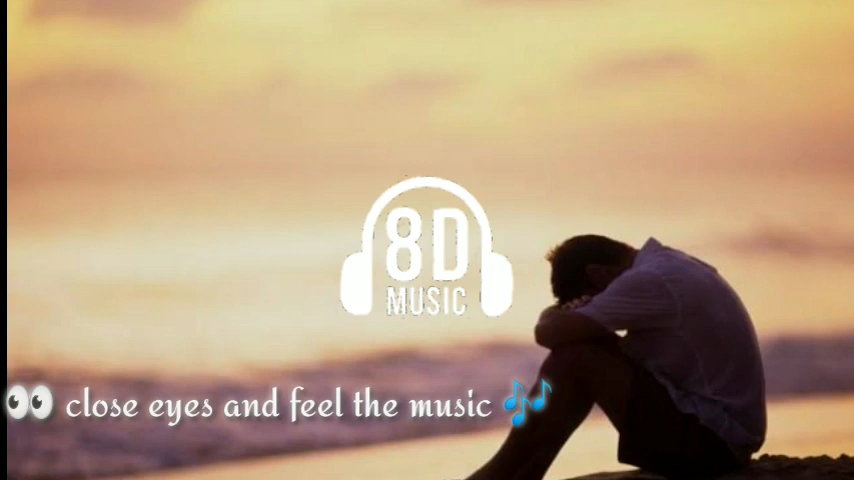 8D
MUSIC
👀 close eyes and feel the music 🎶